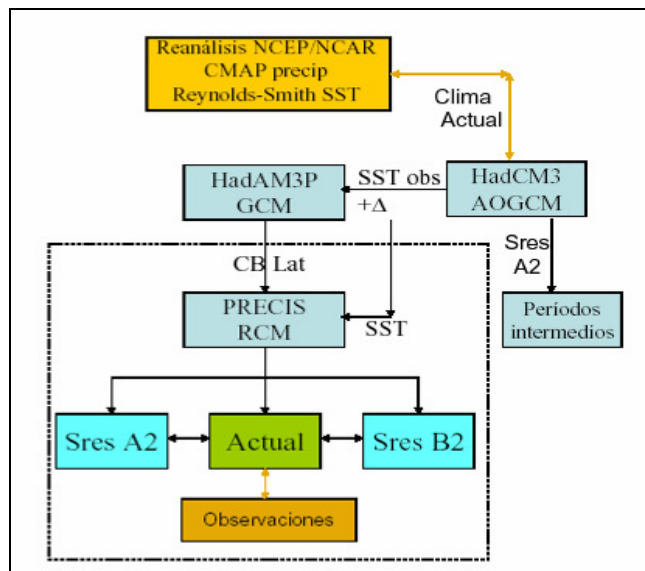 Reanálisis NCEP/NCAR
CMAP precip
Reynolds-Smith SST
Clima
Actual
HadAM3P
GCM
SST obs
+Δ
HadCM3
AOGCM
Sres
A2
CB Lat
PRECIS
RCM
SST
Períodos
intermedios
Sres A2
Actual
Sres B2
Observaciones